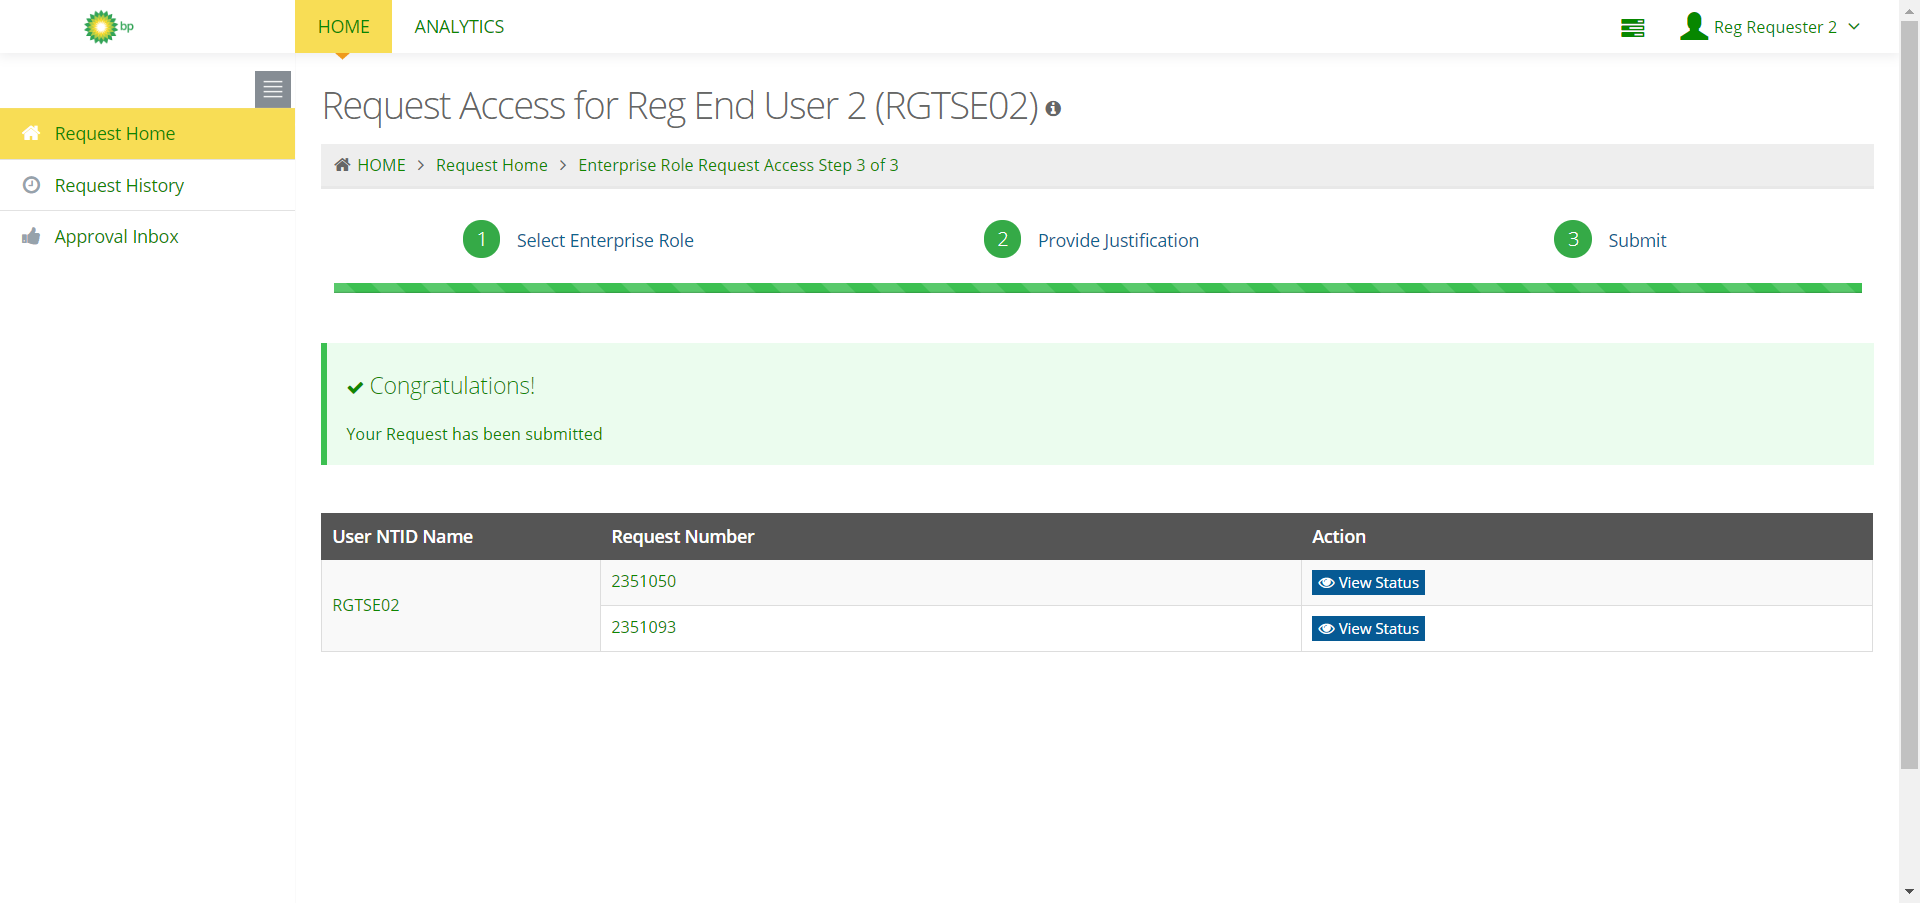 bp
HOME
ANALYTICS
Reg Requester 2
Request Home
Request History
Approval Inbox
Request Access for Reg End User 2 (RGTSE02)
HOME > Request Home > Enterprise Role Request Access Step 3 of 3
1 Select Enterprise Role
2 Provide Justification
3 Submit
Congratulations!
Your Request has been submitted
User NTID Name Request Number Action
RGTSE02
2351050 View Status
2351093 View Status